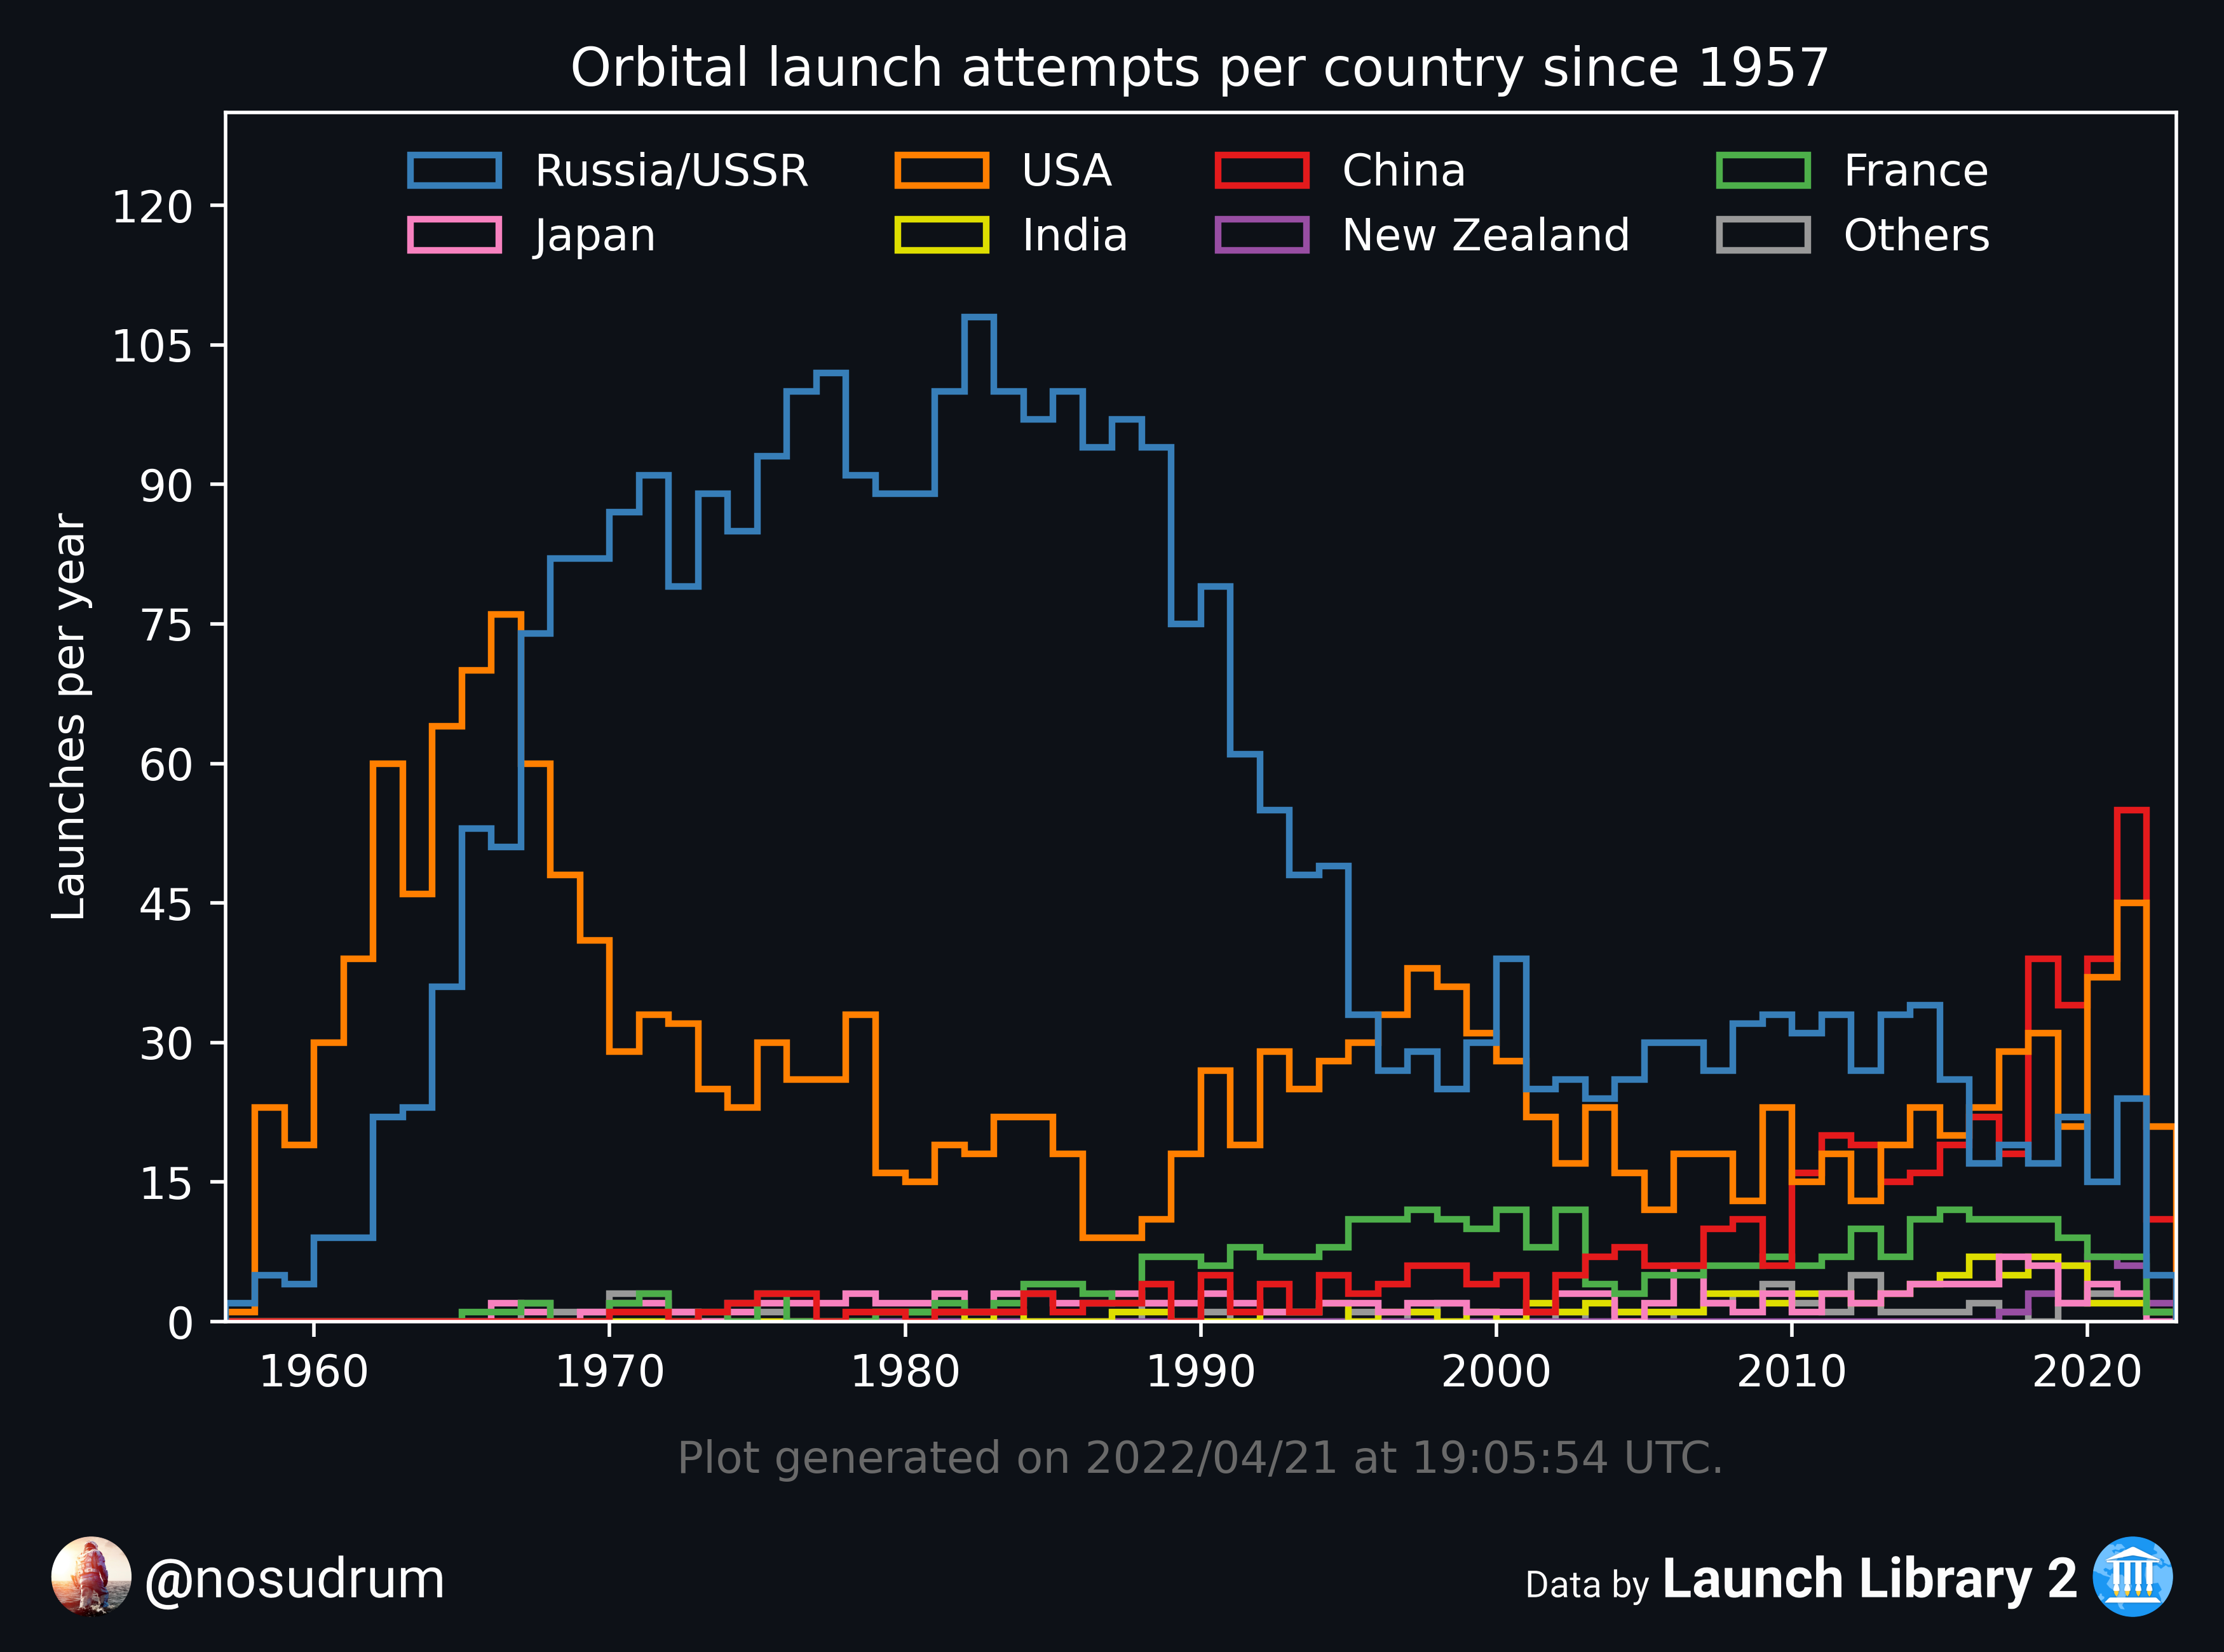 Orbital launch attempts per country since 1957
Russia/USSR USA China France
Japan India New Zealand Others
120
105
90
75
60
45
30
15
0
Launches per year
1960 1970 1980 1990 2000 2010 2020
Plot generated on 2022/04/21 at 19:05:54 UTC.
@nosudrum
Data by Launch Library 2